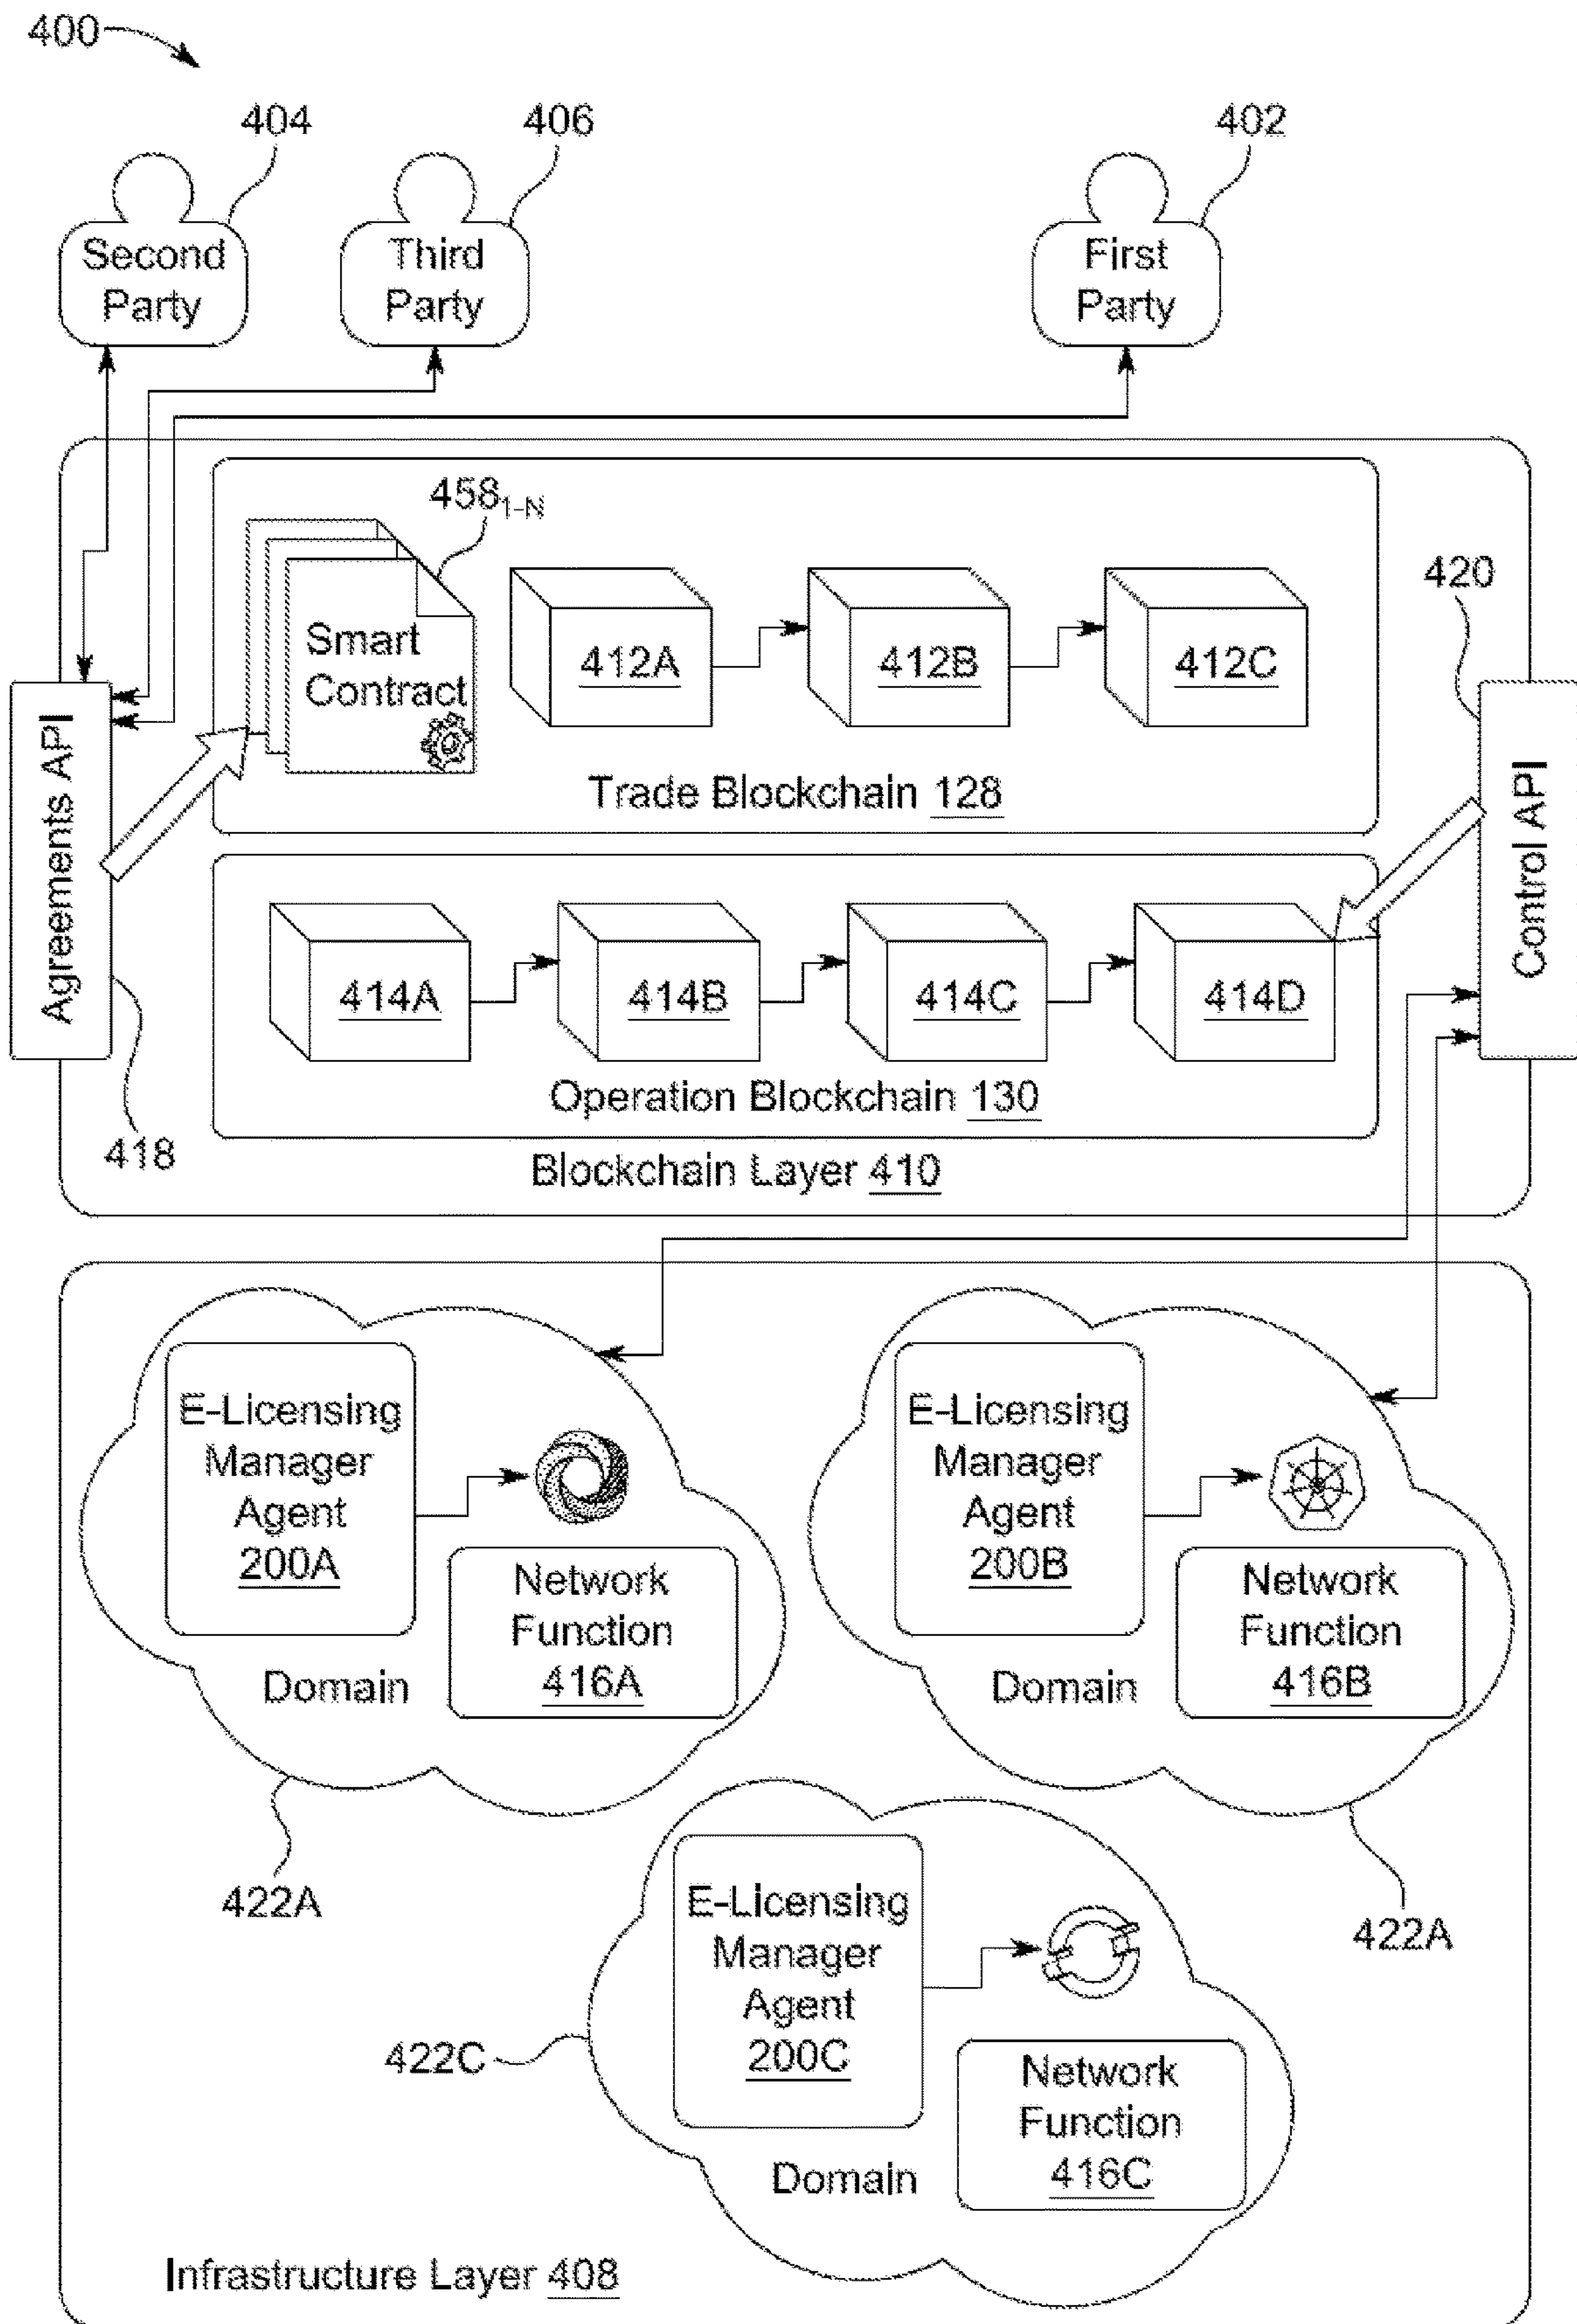 400
404
406
402
Second
Party
Third
Party
First
Party
458₁₋N
420
Smart
Contract
412A
412B
412C
Trade Blockchain 128
Agreements API
Control API
414A
414B
414C
414D
Operation Blockchain 130
418
Blockchain Layer 410
E-Licensing
Manager
Agent
200A
Network
Function
416A
Domain
E-Licensing
Manager
Agent
200B
Network
Function
416B
Domain
422A
422A
E-Licensing
Manager
Agent
200C
422C
Network
Function
416C
Domain
Infrastructure Layer 408